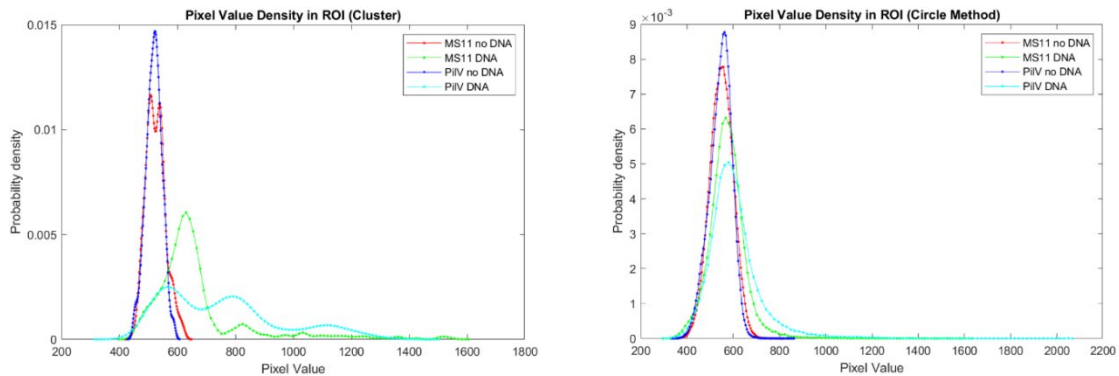 Pixel Value Density in ROI (Cluster)
0.015
0.01
0.005
0
Probability density
200 400 600 800 1000 1200 1400 1600 1800
Pixel Value
MS11 no DNA
MS11 DNA
PilV no DNA
PilV DNA
Pixel Value Density in ROI (Circle Method)
9 ×10-3
8
7
6
5
4
3
2
1
0
Probability density
200 400 600 800 1000 1200 1400 1600 1800 2000 2200
Pixel Value
MS11 no DNA
MS11 DNA
PilV no DNA
PilV DNA